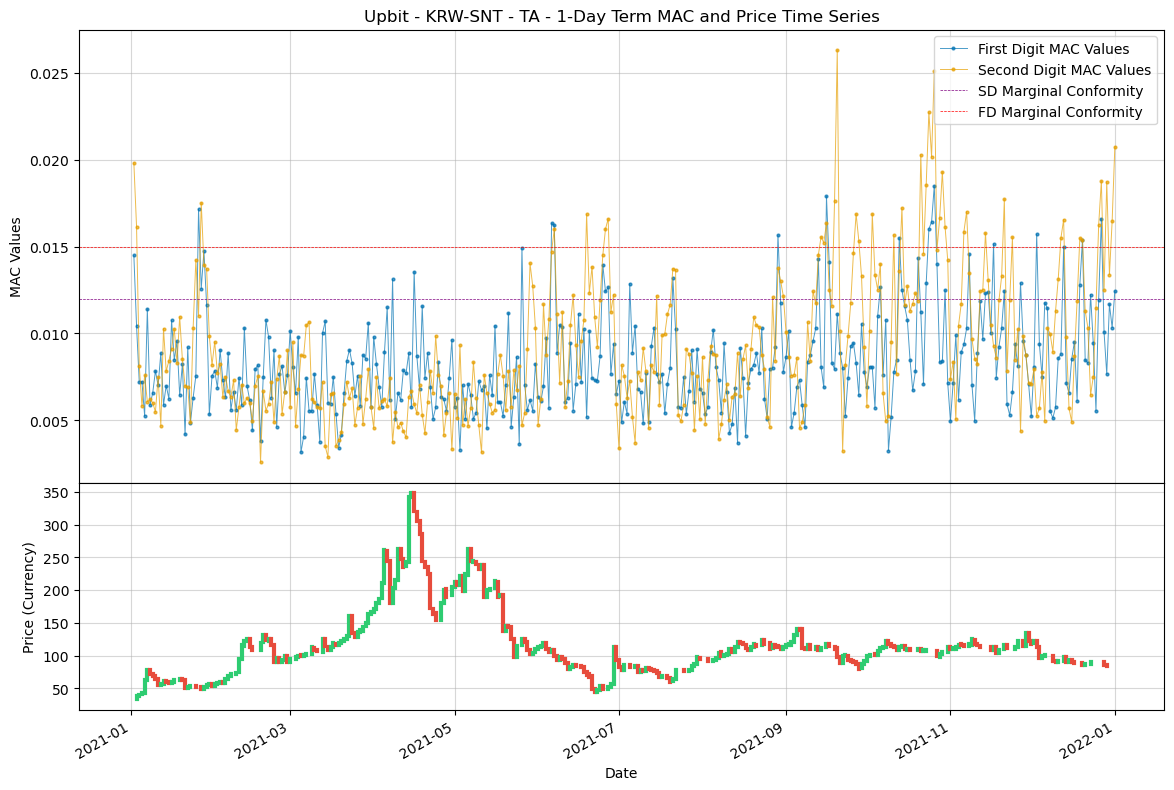 Upbit - KRW-SNT - TA - 1-Day Term MAC and Price Time Series
First Digit MAC Values
Second Digit MAC Values
SD Marginal Conformity
FD Marginal Conformity
MAC Values
0.025
0.020
0.015
0.010
0.005
Price (Currency)
350
300
250
200
150
100
50
2021-01
2021-03
2021-05
2021-07
2021-09
2021-11
2022-01
Date